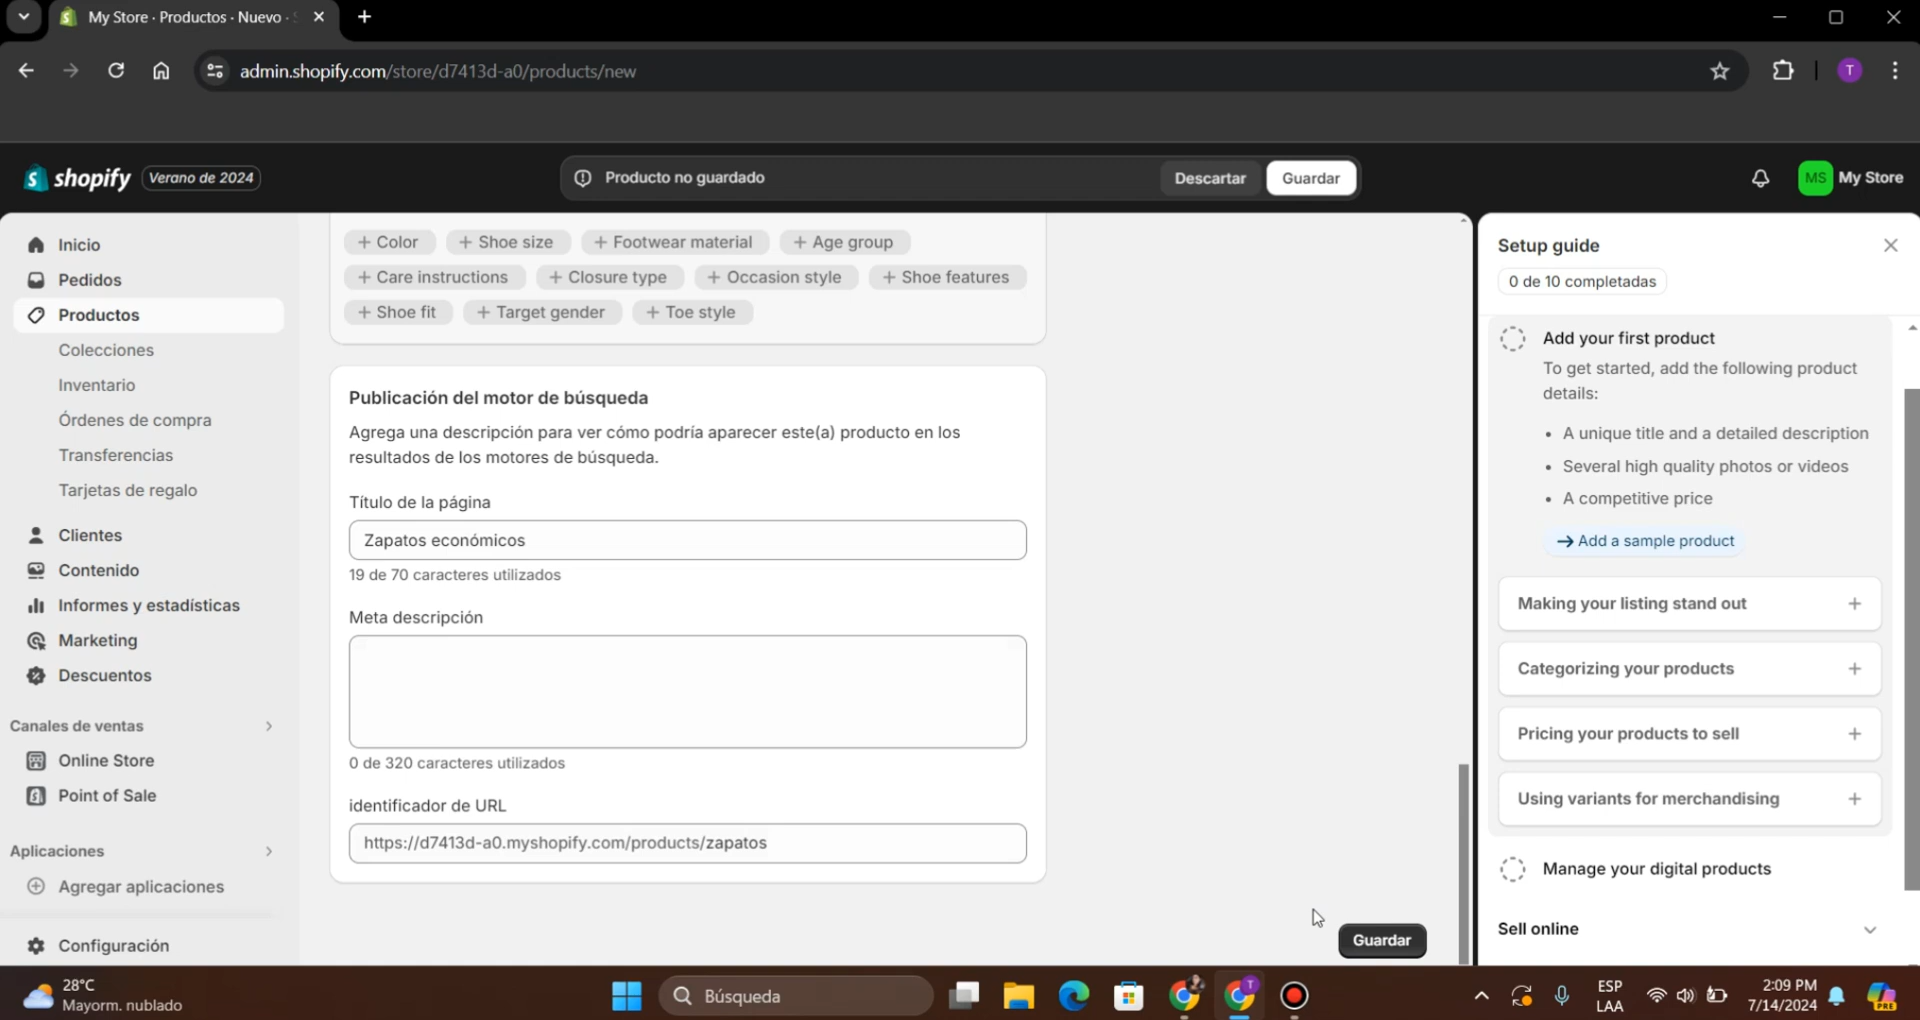 My Store · Productos · Nuevo ·
admin.shopify.com/store/d7413d-a0/products/new
T
shopify
Verano de 2024
Producto no guardado
Descartar
Guardar
MS
My Store
Inicio
Pedidos
Productos
Colecciones
Inventario
Órdenes de compra
Transferencias
Tarjetas de regalo
Clientes
Contenido
Informes y estadísticas
Marketing
Descuentos
Canales de ventas
Online Store
Point of Sale
Aplicaciones
Agregar aplicaciones
Configuración
+ Color
+ Shoe size
+ Footwear material
+ Age group
+ Care instructions
+ Closure type
+ Occasion style
+ Shoe features
+ Shoe fit
+ Target gender
+ Toe style
Publicación del motor de búsqueda
Agrega una descripción para ver cómo podría aparecer este(a) producto en los
resultados de los motores de búsqueda.
Título de la página
Zapatos económicos
19 de 70 caracteres utilizados
Meta descripción
0 de 320 caracteres utilizados
identificador de URL
https://d7413d-a0.myshopify.com/products/zapatos
Guardar
Setup guide
0 de 10 completadas
Add your first product
To get started, add the following product
details:
• A unique title and a detailed description
• Several high quality photos or videos
• A competitive price
Add a sample product
Making your listing stand out
Categorizing your products
Pricing your products to sell
Using variants for merchandising
Manage your digital products
Sell online
28°C
Mayorm. nublado
Búsqueda
T
ESP
LAA
2:09 PM
7/14/2024
PRE